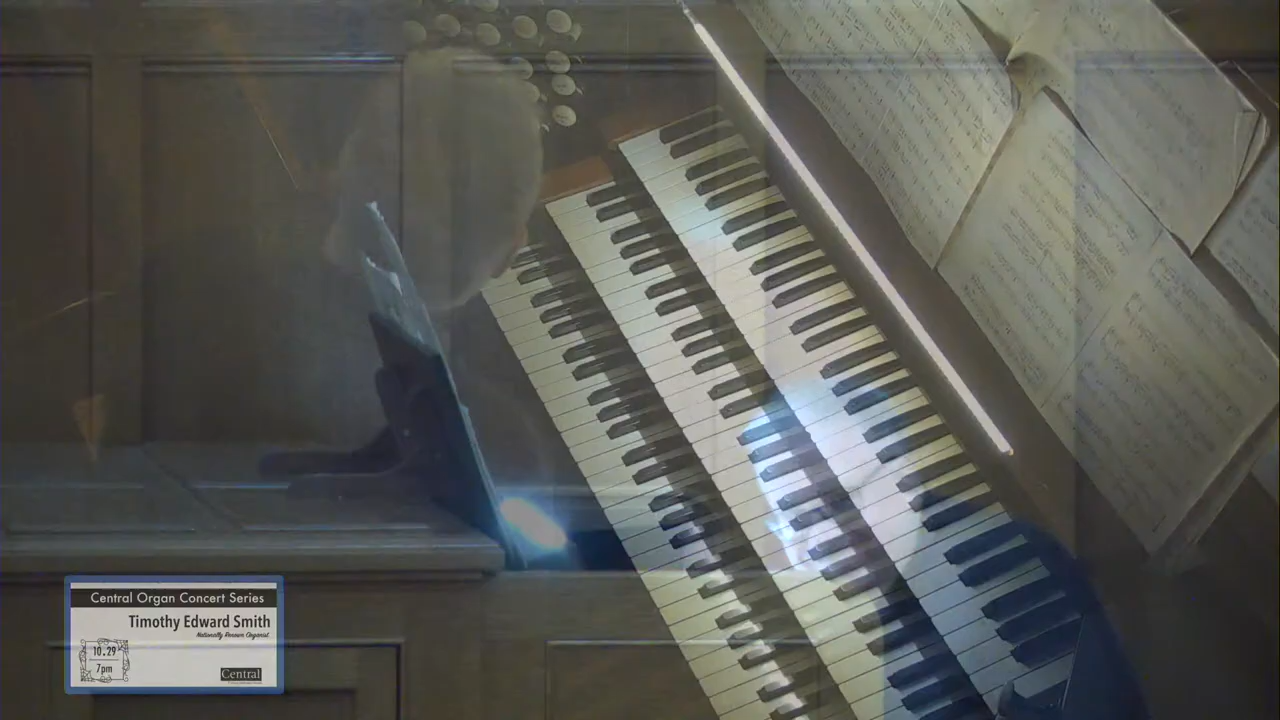 Central Organ Concert Series
Timothy Edward Smith
Nationally Renown Organist
10.29
7pm
Central